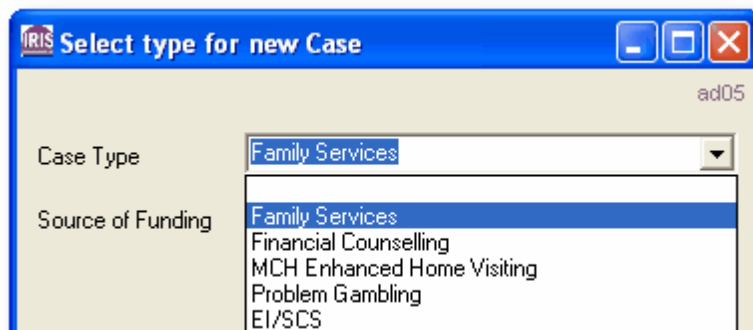 IRIS Select type for new Case
ad05
Case Type Family Services
Source of Funding Family Services
Financial Counselling
MCH Enhanced Home Visiting
Problem Gambling
EI/SCS